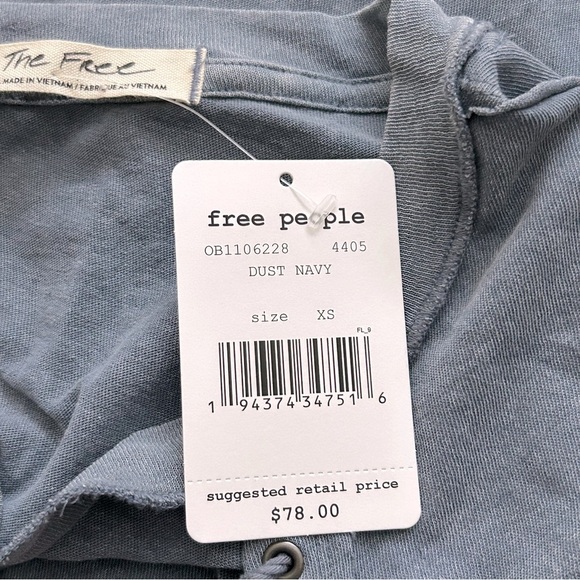 The Free
MADE IN VIETNAM / FABRIQUE AU VIETNAM
free people
OB1106228 4405
DUST NAVY
size XS
FL_9
1 94374 34751 6
suggested retail price
$78.00